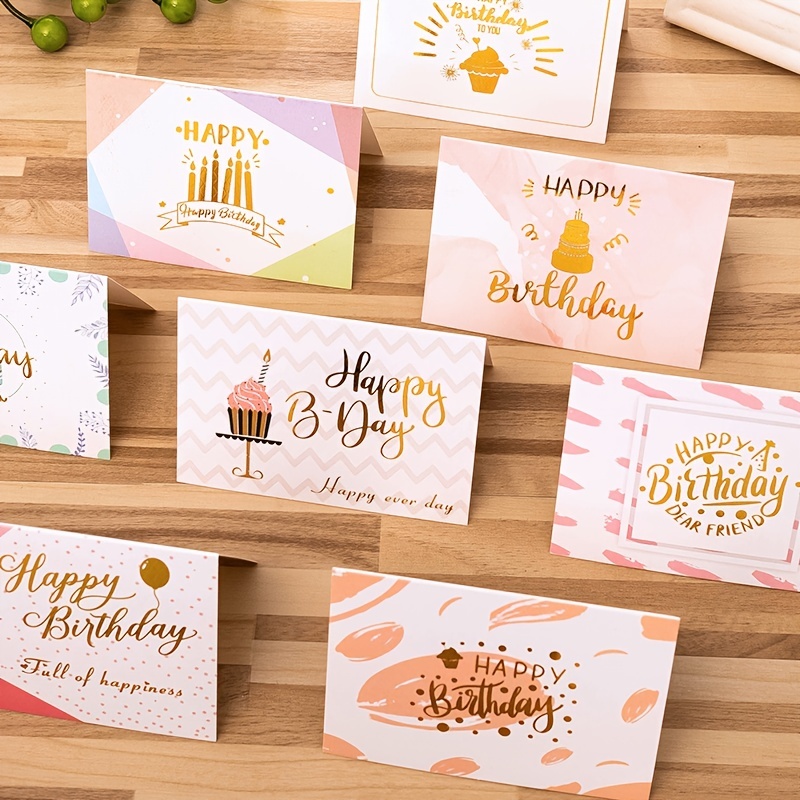 Birthday
TO YOU
HAPPY
Happy Birthday
HAPPY
Birthday
Happy
B-Day
Happy ever day
HAPPY
Birthday
DEAR FRIEND
Happy
Birthday
Full of happiness
HAPPY
Birthday